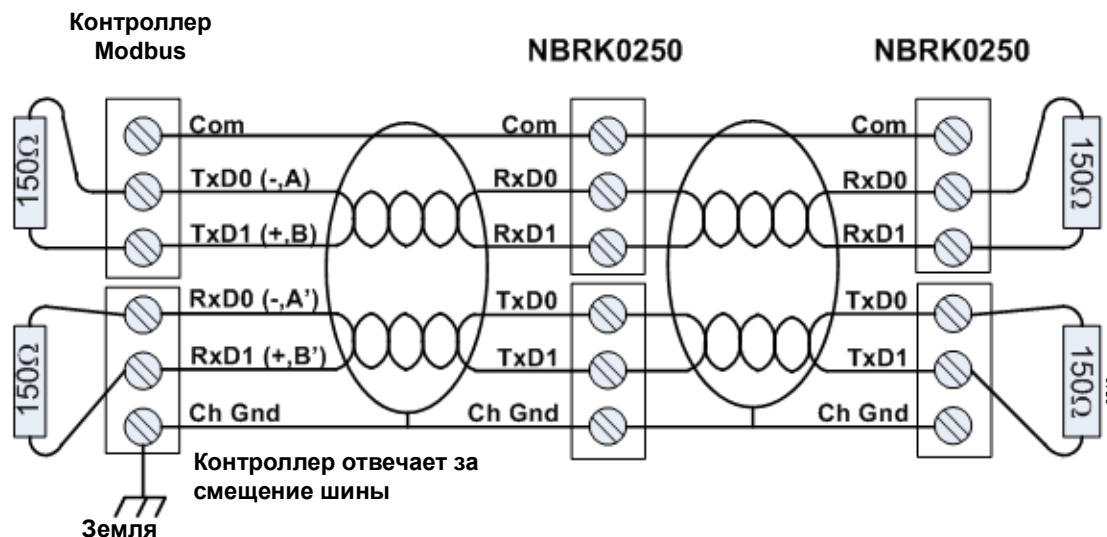 Контроллер
Modbus
NBRK0250
NBRK0250
Com
Com
Com
150Ω
TxD0 (-,A)
RxD0
RxD0
150Ω
TxD1 (+,B)
RxD1
RxD1
RxD0 (-,A')
TxD0
TxD0
150Ω
RxD1 (+,B')
TxD1
TxD1
150Ω
Ch Gnd
Ch Gnd
Ch Gnd
Контроллер отвечает за
смещение шины
Земля